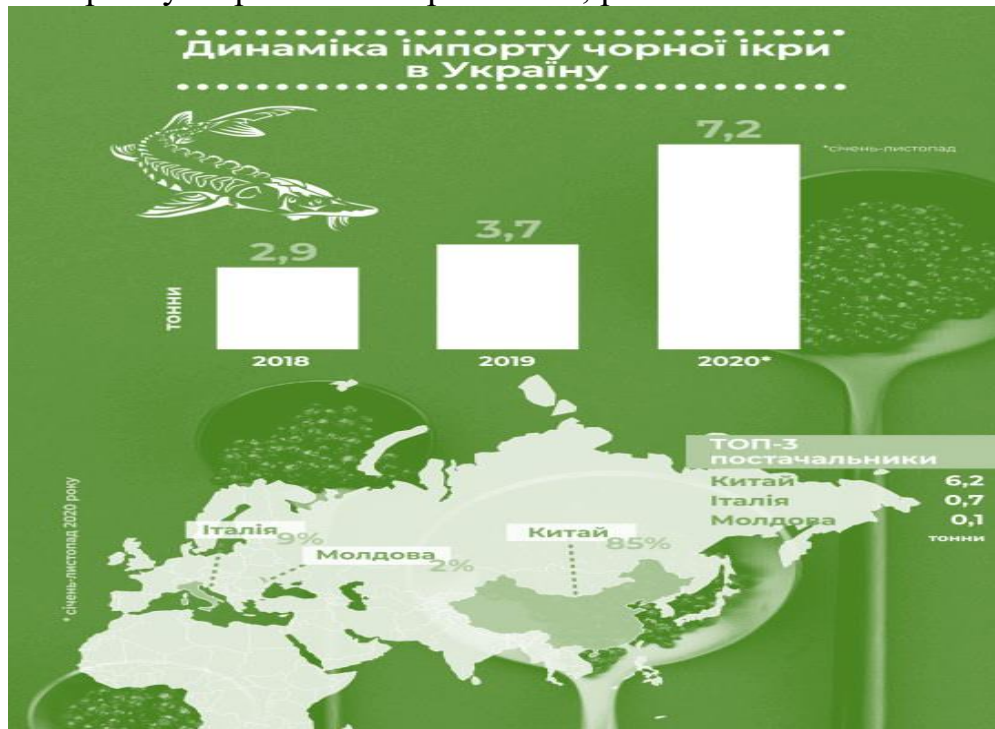 Динаміка імпорту чорної ікри
в Україну
7,2
*січень-листопад
3,7
2,9
тонни
2018
2019
2020*
ТОП-3
постачальники
Китай 6,2
Італія 0,7
Молдова 0,1
тонни
Італія
9%
Молдова
2%
Китай
85%
*січень-листопад 2020 року